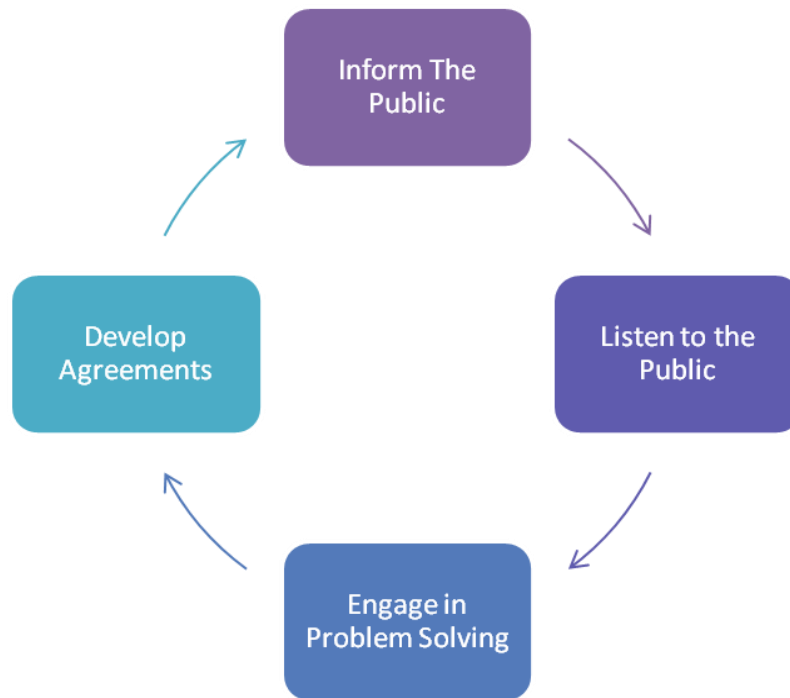 Inform The
Public
Listen to the
Public
Engage in
Problem Solving
Develop
Agreements